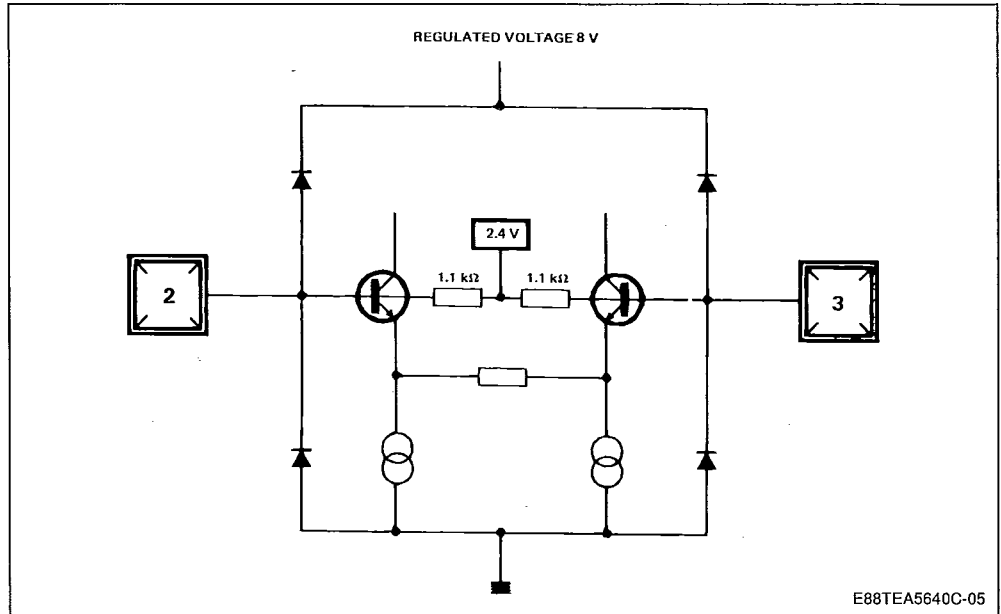 REGULATED VOLTAGE 8 V
2.4 V
1.1 kΩ 1.1 kΩ
2
3
E88TEA5640C-05